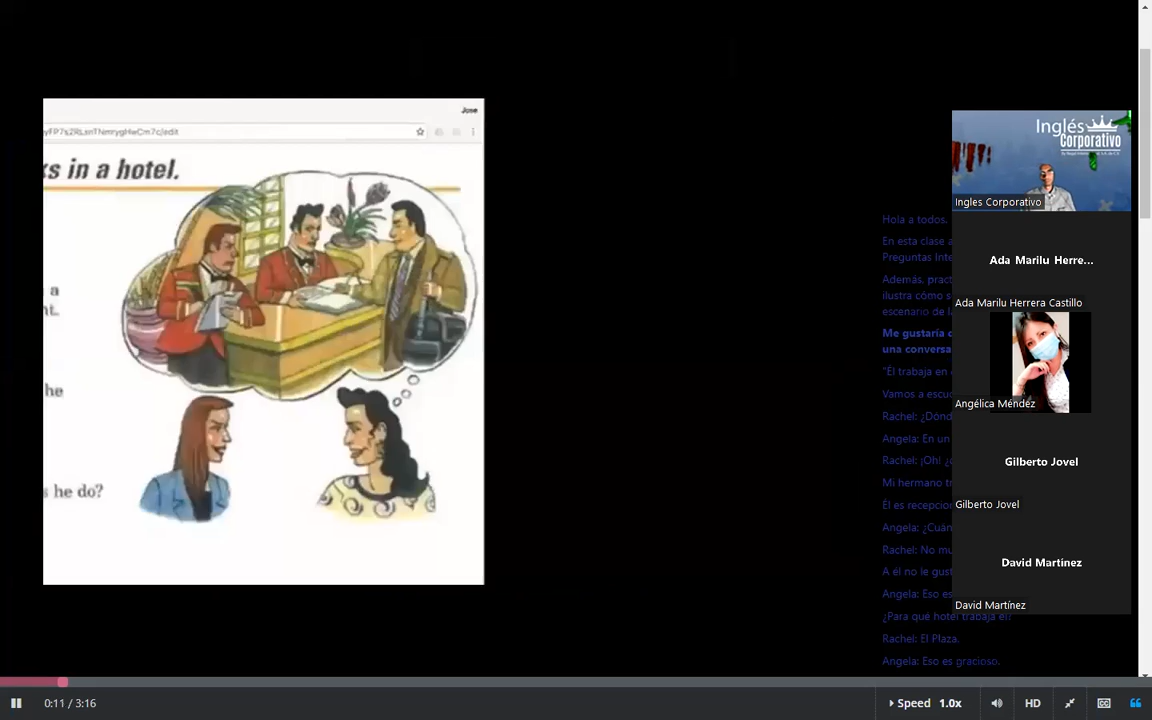 Jose
yFP7s2RLsnTNmrygHwCm7c/edit
ks in a hotel.
a
nt.
he
s he do?
Hola a todos.
En esta clase a
Preguntas Inte
Además, pract
ilustra cómo s
escenario de la
Me gustaría c
una conversa
"Él trabaja en
Vamos a escuc
Rachel: ¿Dónd
Angela: En un
Rachel: ¡Oh! ¿
Mi hermano tr
Él es recepcion
Angela: ¿Cuán
Rachel: No mu
A él no le gust
Angela: Eso es
¿Para qué hotel trabaja él?
Rachel: El Plaza.
Angela: Eso es gracioso.
Inglés
Corporativo
Ingles Corporativo
Ada Marilu Herre...
Ada Marilu Herrera Castillo
Angélica Méndez
Gilberto Jovel
Gilberto Jovel
David Martínez
David Martínez
0:11 / 3:16
Speed 1.0x
HD